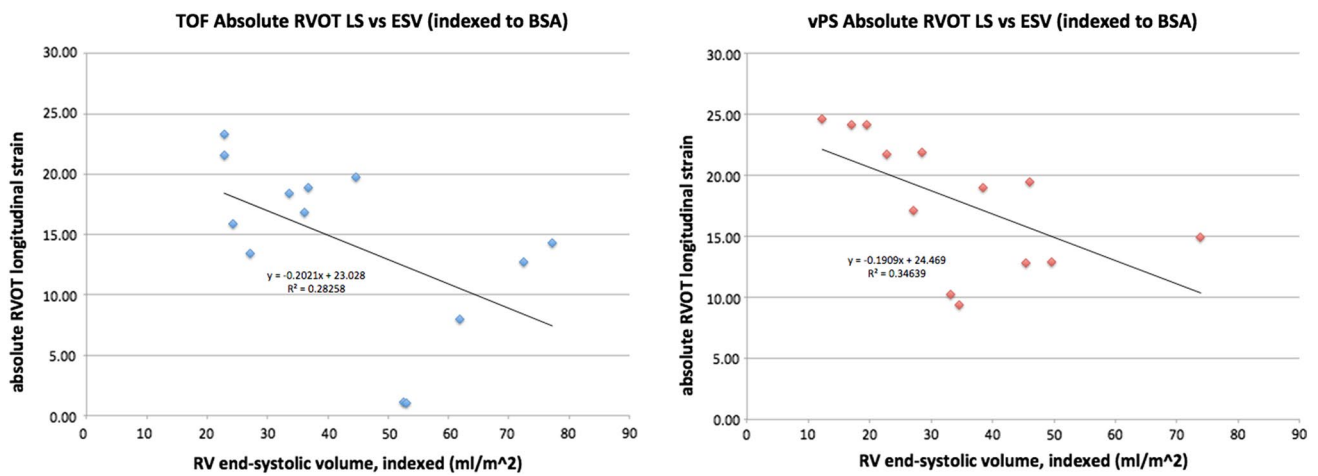 TOF Absolute RVOT LS vs ESV (indexed to BSA)
absolute RVOT longitudinal strain
30.00
25.00
20.00
15.00
10.00
5.00
0.00
y = -0.2021x + 23.028
R² = 0.28258
0 10 20 30 40 50 60 70 80 90
RV end-systolic volume, indexed (ml/m^2)
vPS Absolute RVOT LS vs ESV (indexed to BSA)
absolute RVOT longitudinal strain
30.00
25.00
20.00
15.00
10.00
5.00
0.00
y = -0.1909x + 24.469
R² = 0.34639
0 10 20 30 40 50 60 70 80 90
RV end-systolic volume, indexed (ml/m^2)